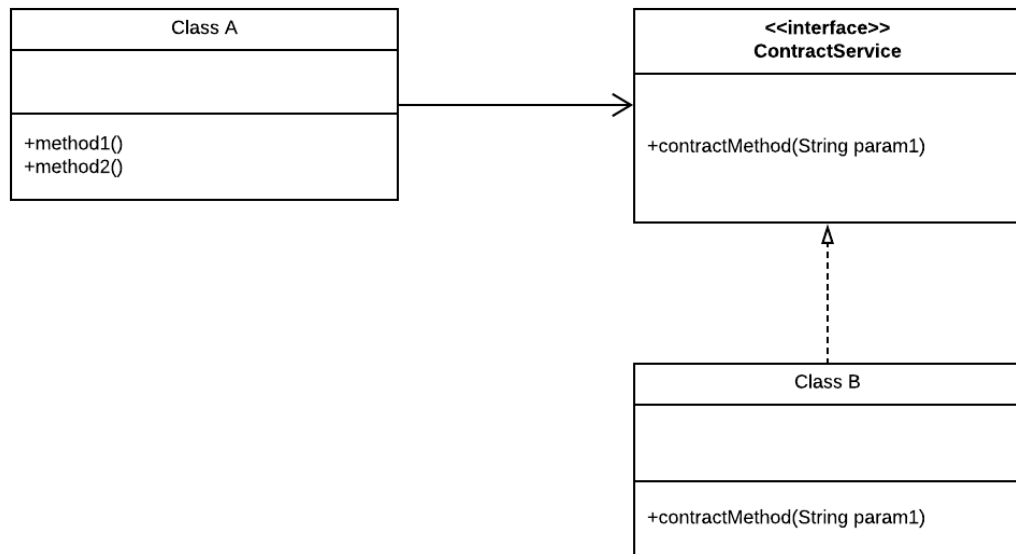 Class A
+method1()
+method2()
<<interface>>
ContractService
+contractMethod(String param1)
Class B
+contractMethod(String param1)